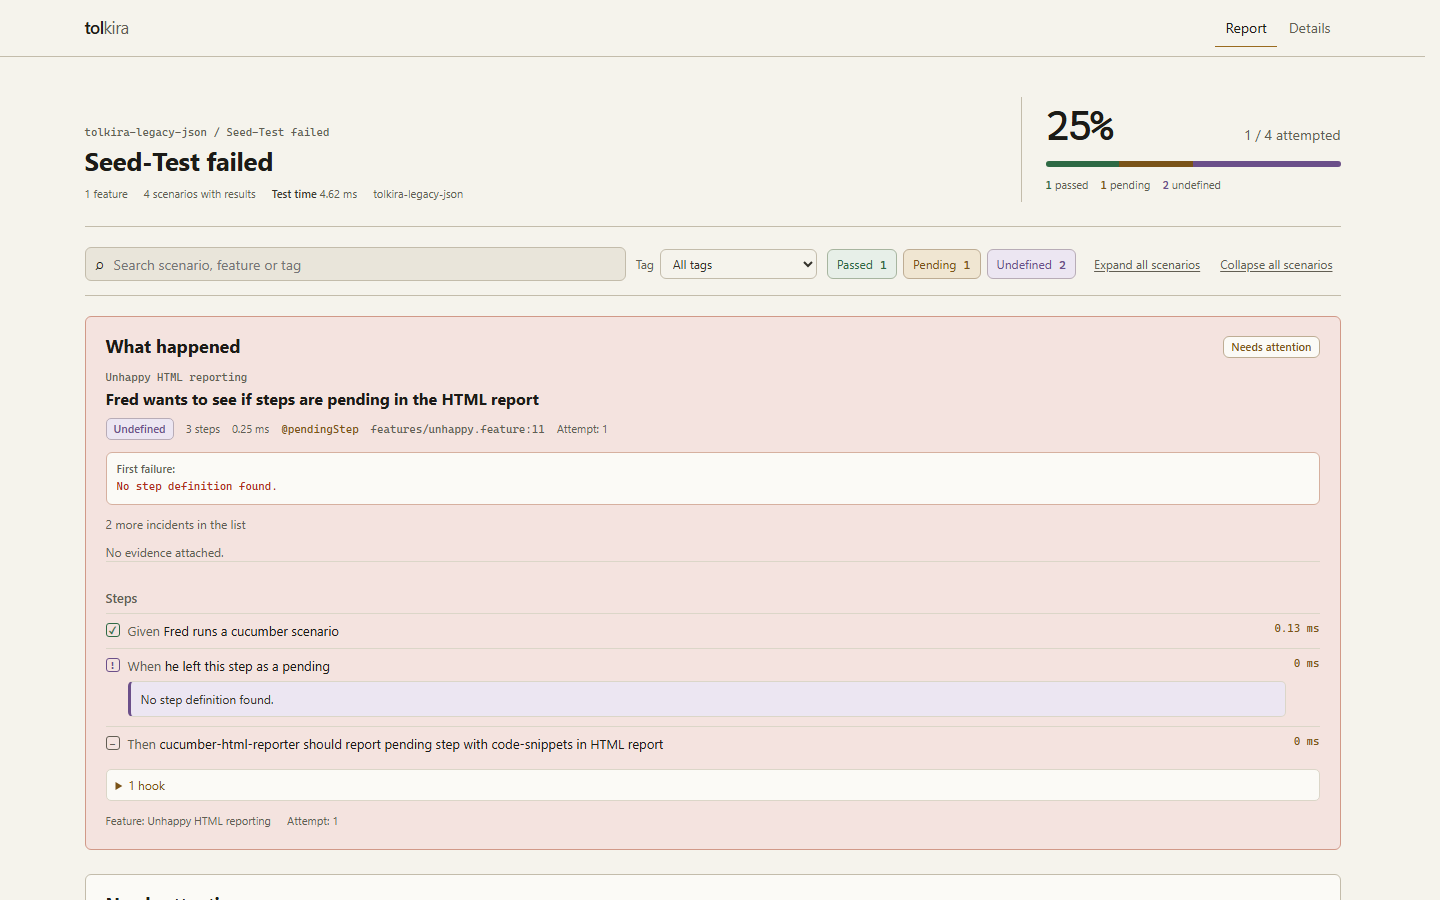 tolkira
Report
Details
tolkira-legacy-json / Seed-Test failed
Seed-Test failed
1 feature 4 scenarios with results Test time 4.62 ms tolkira-legacy-json
25%
1 / 4 attempted
1 passed 1 pending 2 undefined
Search scenario, feature or tag
Tag
All tags
Passed 1
Pending 1
Undefined 2
Expand all scenarios
Collapse all scenarios
What happened
Needs attention
Unhappy HTML reporting
Fred wants to see if steps are pending in the HTML report
Undefined 3 steps 0.25 ms @pendingStep features/unhappy.feature:11 Attempt: 1
First failure:
No step definition found.
2 more incidents in the list
No evidence attached.
Steps
Given Fred runs a cucumber scenario 0.13 ms
When he left this step as a pending 0 ms
No step definition found.
Then cucumber-html-reporter should report pending step with code-snippets in HTML report 0 ms
1 hook
Feature: Unhappy HTML reporting Attempt: 1